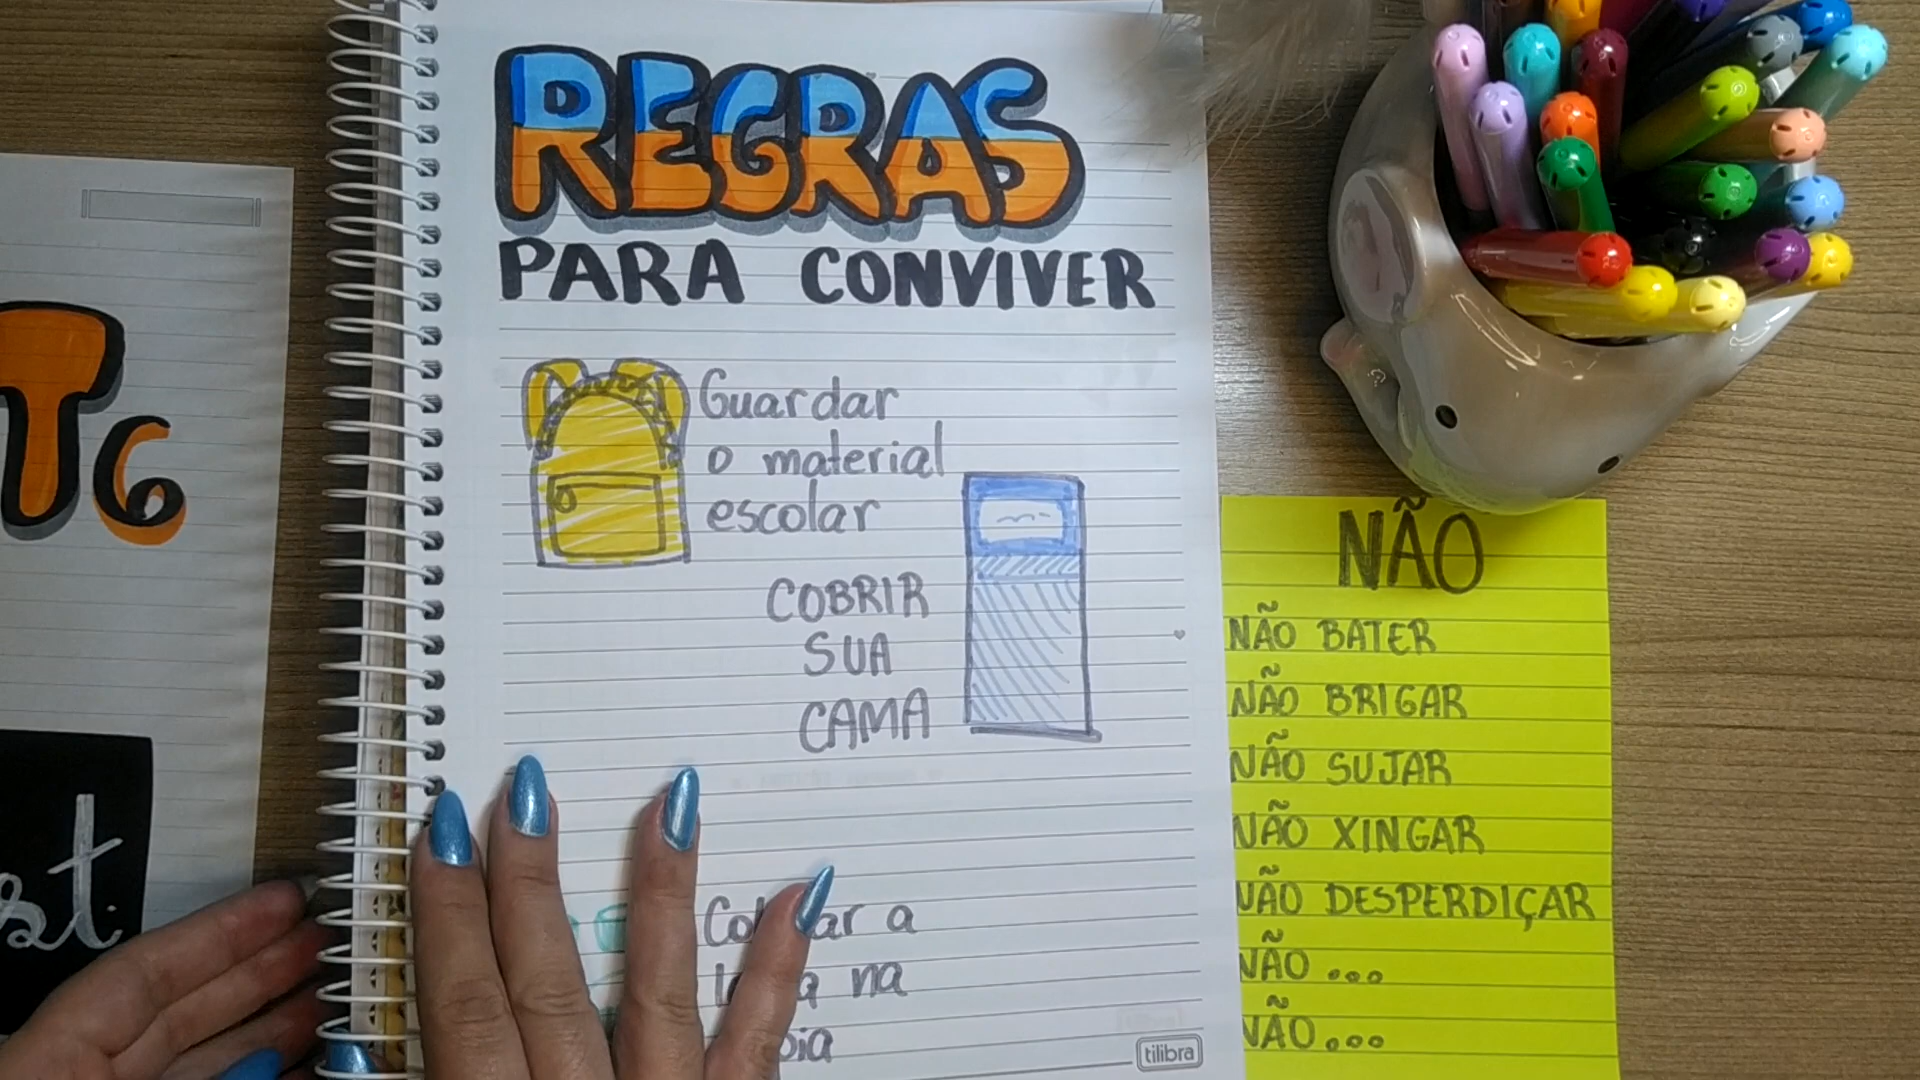 REGRAS
PARA CONVIVER
Guardar
o material
escolar
COBRIR
SUA
CAMA
a
na
tilibra
NÃO
NÃO BATER
NÃO BRIGAR
NÃO SUJAR
NÃO XINGAR
NÃO DESPERDIÇAR
NÃO...
NÃO...